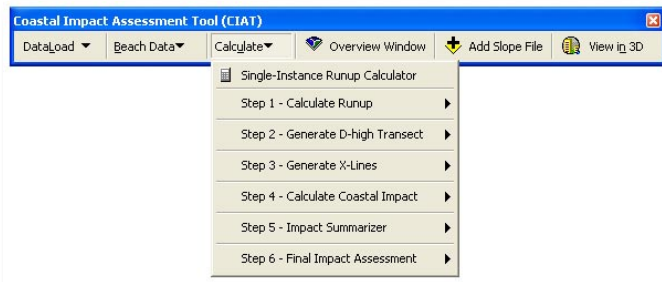 Coastal Impact Assessment Tool (CIAT)
DataLoad Beach Data Calculate Overview Window Add Slope File View in 3D
Single-Instance Runup Calculator
Step 1 - Calculate Runup
Step 2 - Generate D-high Transect
Step 3 - Generate X-Lines
Step 4 - Calculate Coastal Impact
Step 5 - Impact Summarizer
Step 6 - Final Impact Assessment